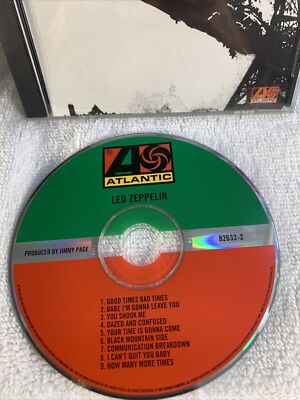 ATLANTIC
ATLANTIC
LED ZEPPELIN
PRODUCED BY JIMMY PAGE
82632-2
1. GOOD TIMES BAD TIMES
2. BABE I'M GONNA LEAVE YOU
3. YOU SHOOK ME
4. DAZED AND CONFUSED
5. YOUR TIME IS GONNA COME
6. BLACK MOUNTAIN SIDE
7. COMMUNICATION BREAKDOWN
8. I CAN'T QUIT YOU BABY
9. HOW MANY MORE TIMES